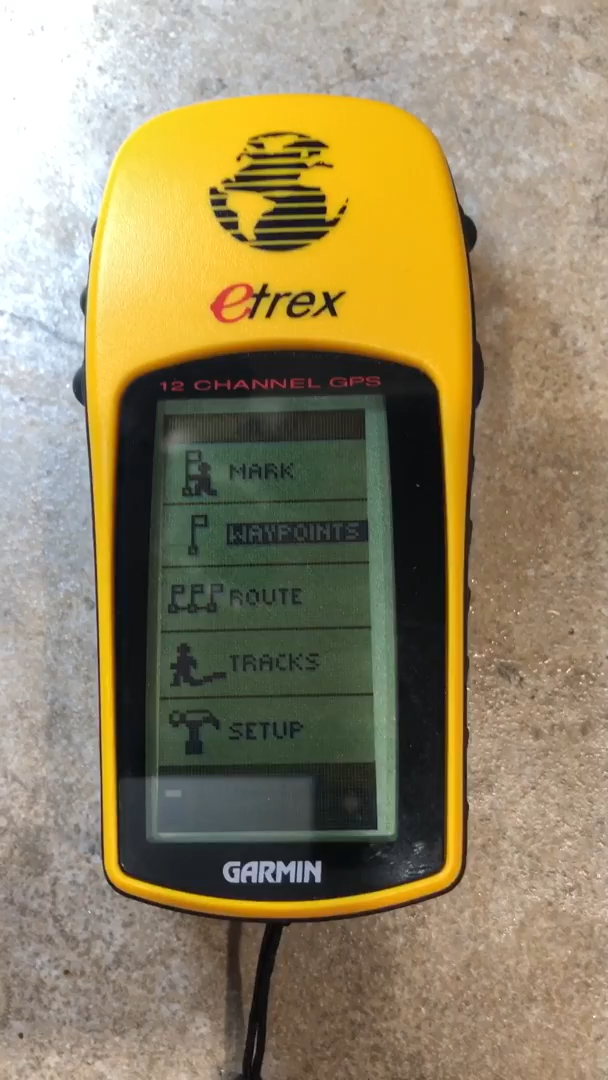 etrex
12 CHANNEL GPS
MARK
WAYPOINTS
ROUTE
TRACKS
SETUP
GARMIN